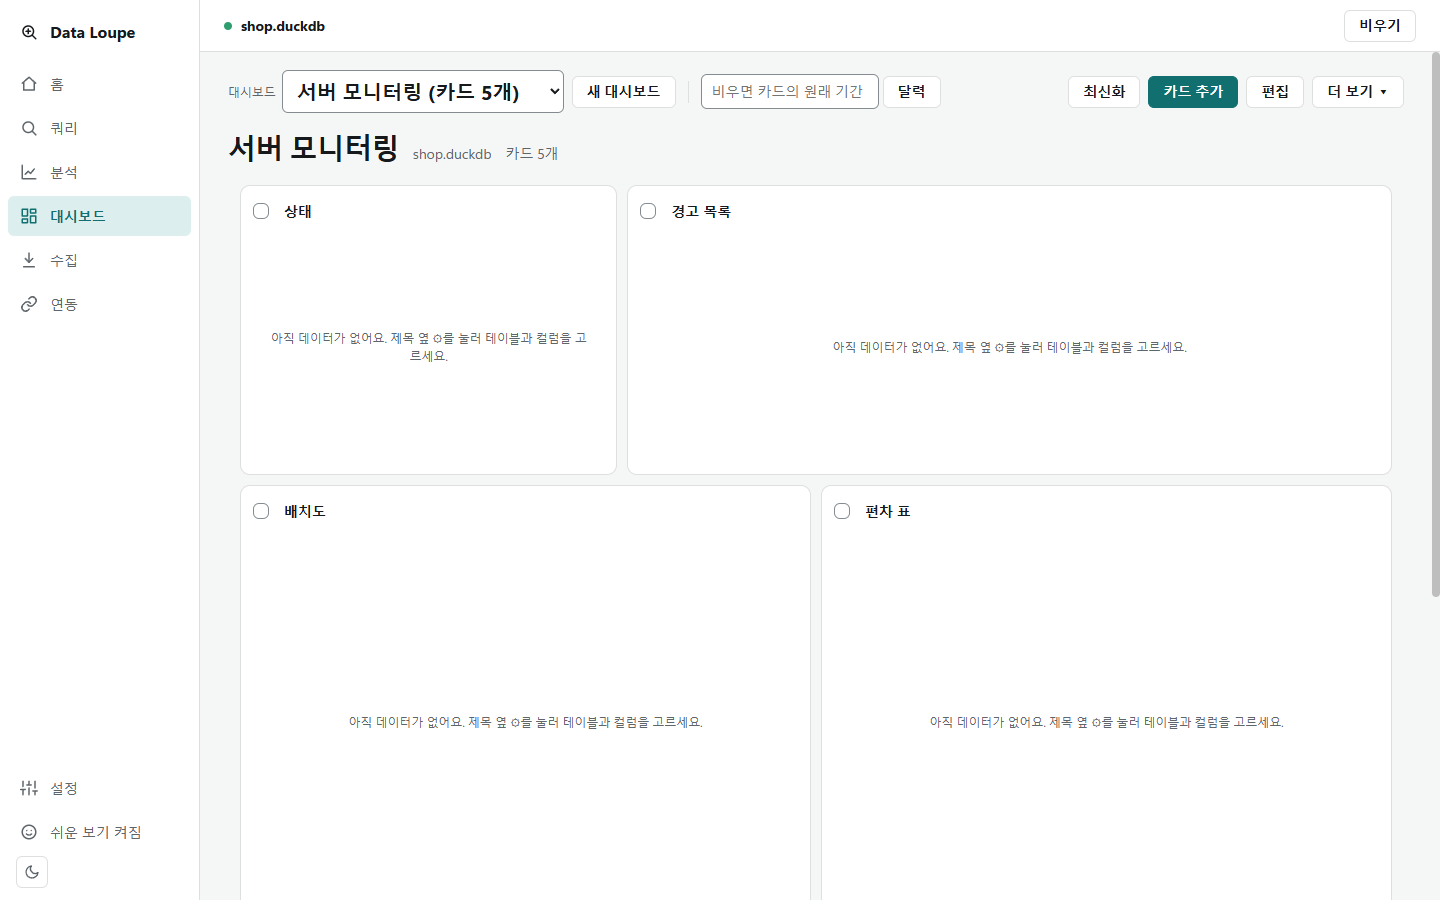 Data Loupe
홈
쿼리
분석
대시보드
수집
연동
설정
쉬운 보기 켜짐
shop.duckdb
비우기
대시보드
서버 모니터링 (카드 5개)
새 대시보드
비우면 카드의 원래 기간
달력
최신화
카드 추가
편집
더 보기 ▾
서버 모니터링 shop.duckdb 카드 5개
상태
아직 데이터가 없어요. 제목 옆 ⚙를 눌러 테이블과 컬럼을 고
르세요.
경고 목록
아직 데이터가 없어요. 제목 옆 ⚙를 눌러 테이블과 컬럼을 고르세요.
배치도
아직 데이터가 없어요. 제목 옆 ⚙를 눌러 테이블과 컬럼을 고르세요.
편차 표
아직 데이터가 없어요. 제목 옆 ⚙를 눌러 테이블과 컬럼을 고르세요.